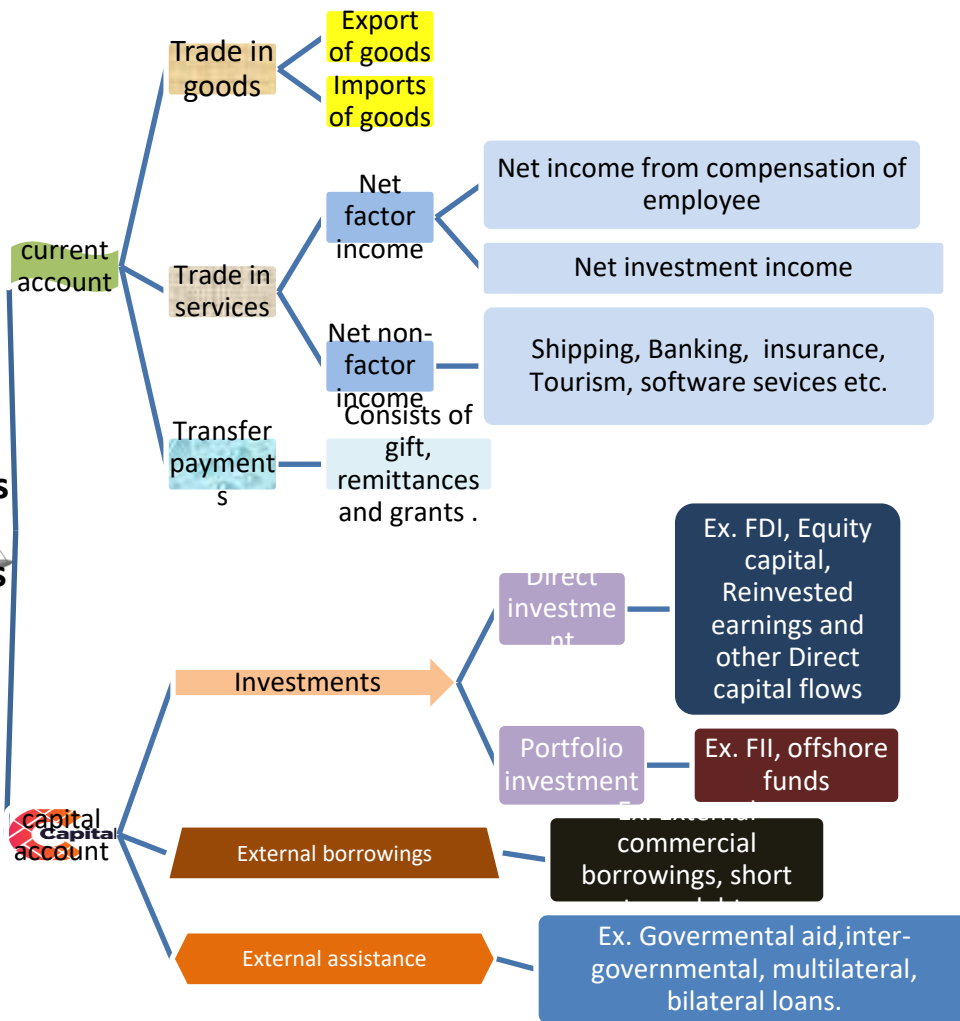 Export
of goods
Trade in
goods
Imports
of goods
Net income from compensation of
employee
Net
factor
income
Net investment income
current
account
Trade in
services
Net non-
factor
income
Shipping, Banking, insurance,
Tourism, software sevices etc.
Transfer
payment
s
Consists of
gift,
remittances
and grants .
s
s
Direct
investme
nt
Ex. FDI, Equity
capital,
Reinvested
earnings and
other Direct
capital flows
Investments
Portfolio
investment
Ex. FII, offshore
funds
capital
Capital
account
External borrowings
commercial
borrowings, short
External assistance
Ex. Govermental aid,inter-
governmental, multilateral,
bilateral loans.